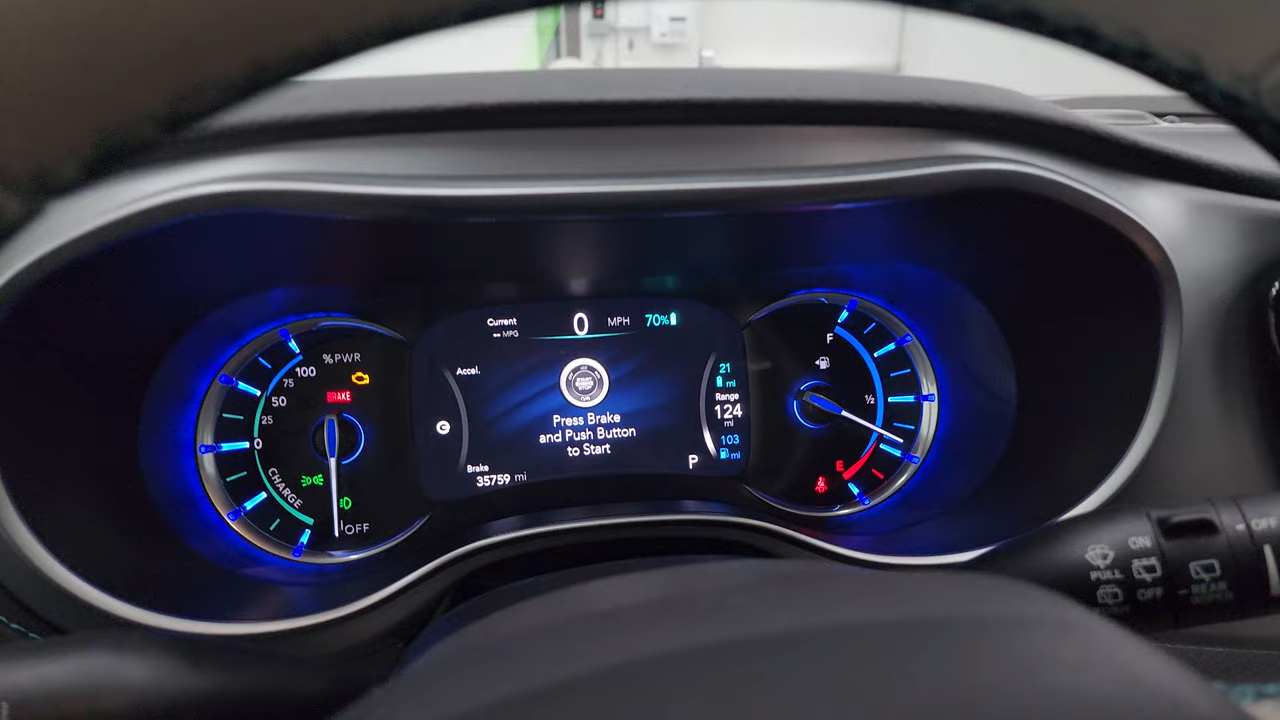 %PWR
100
75
BRAKE
50
25
0
CHARGE
OFF
Current
-- MPG
0 MPH 70%
Accel.
Press Brake
and Push Button
to Start
Brake
35759 mi
P
21
mi
Range
124
mi
103
mi
F
½
E
PULL
ON
OFF
OFF
REAR